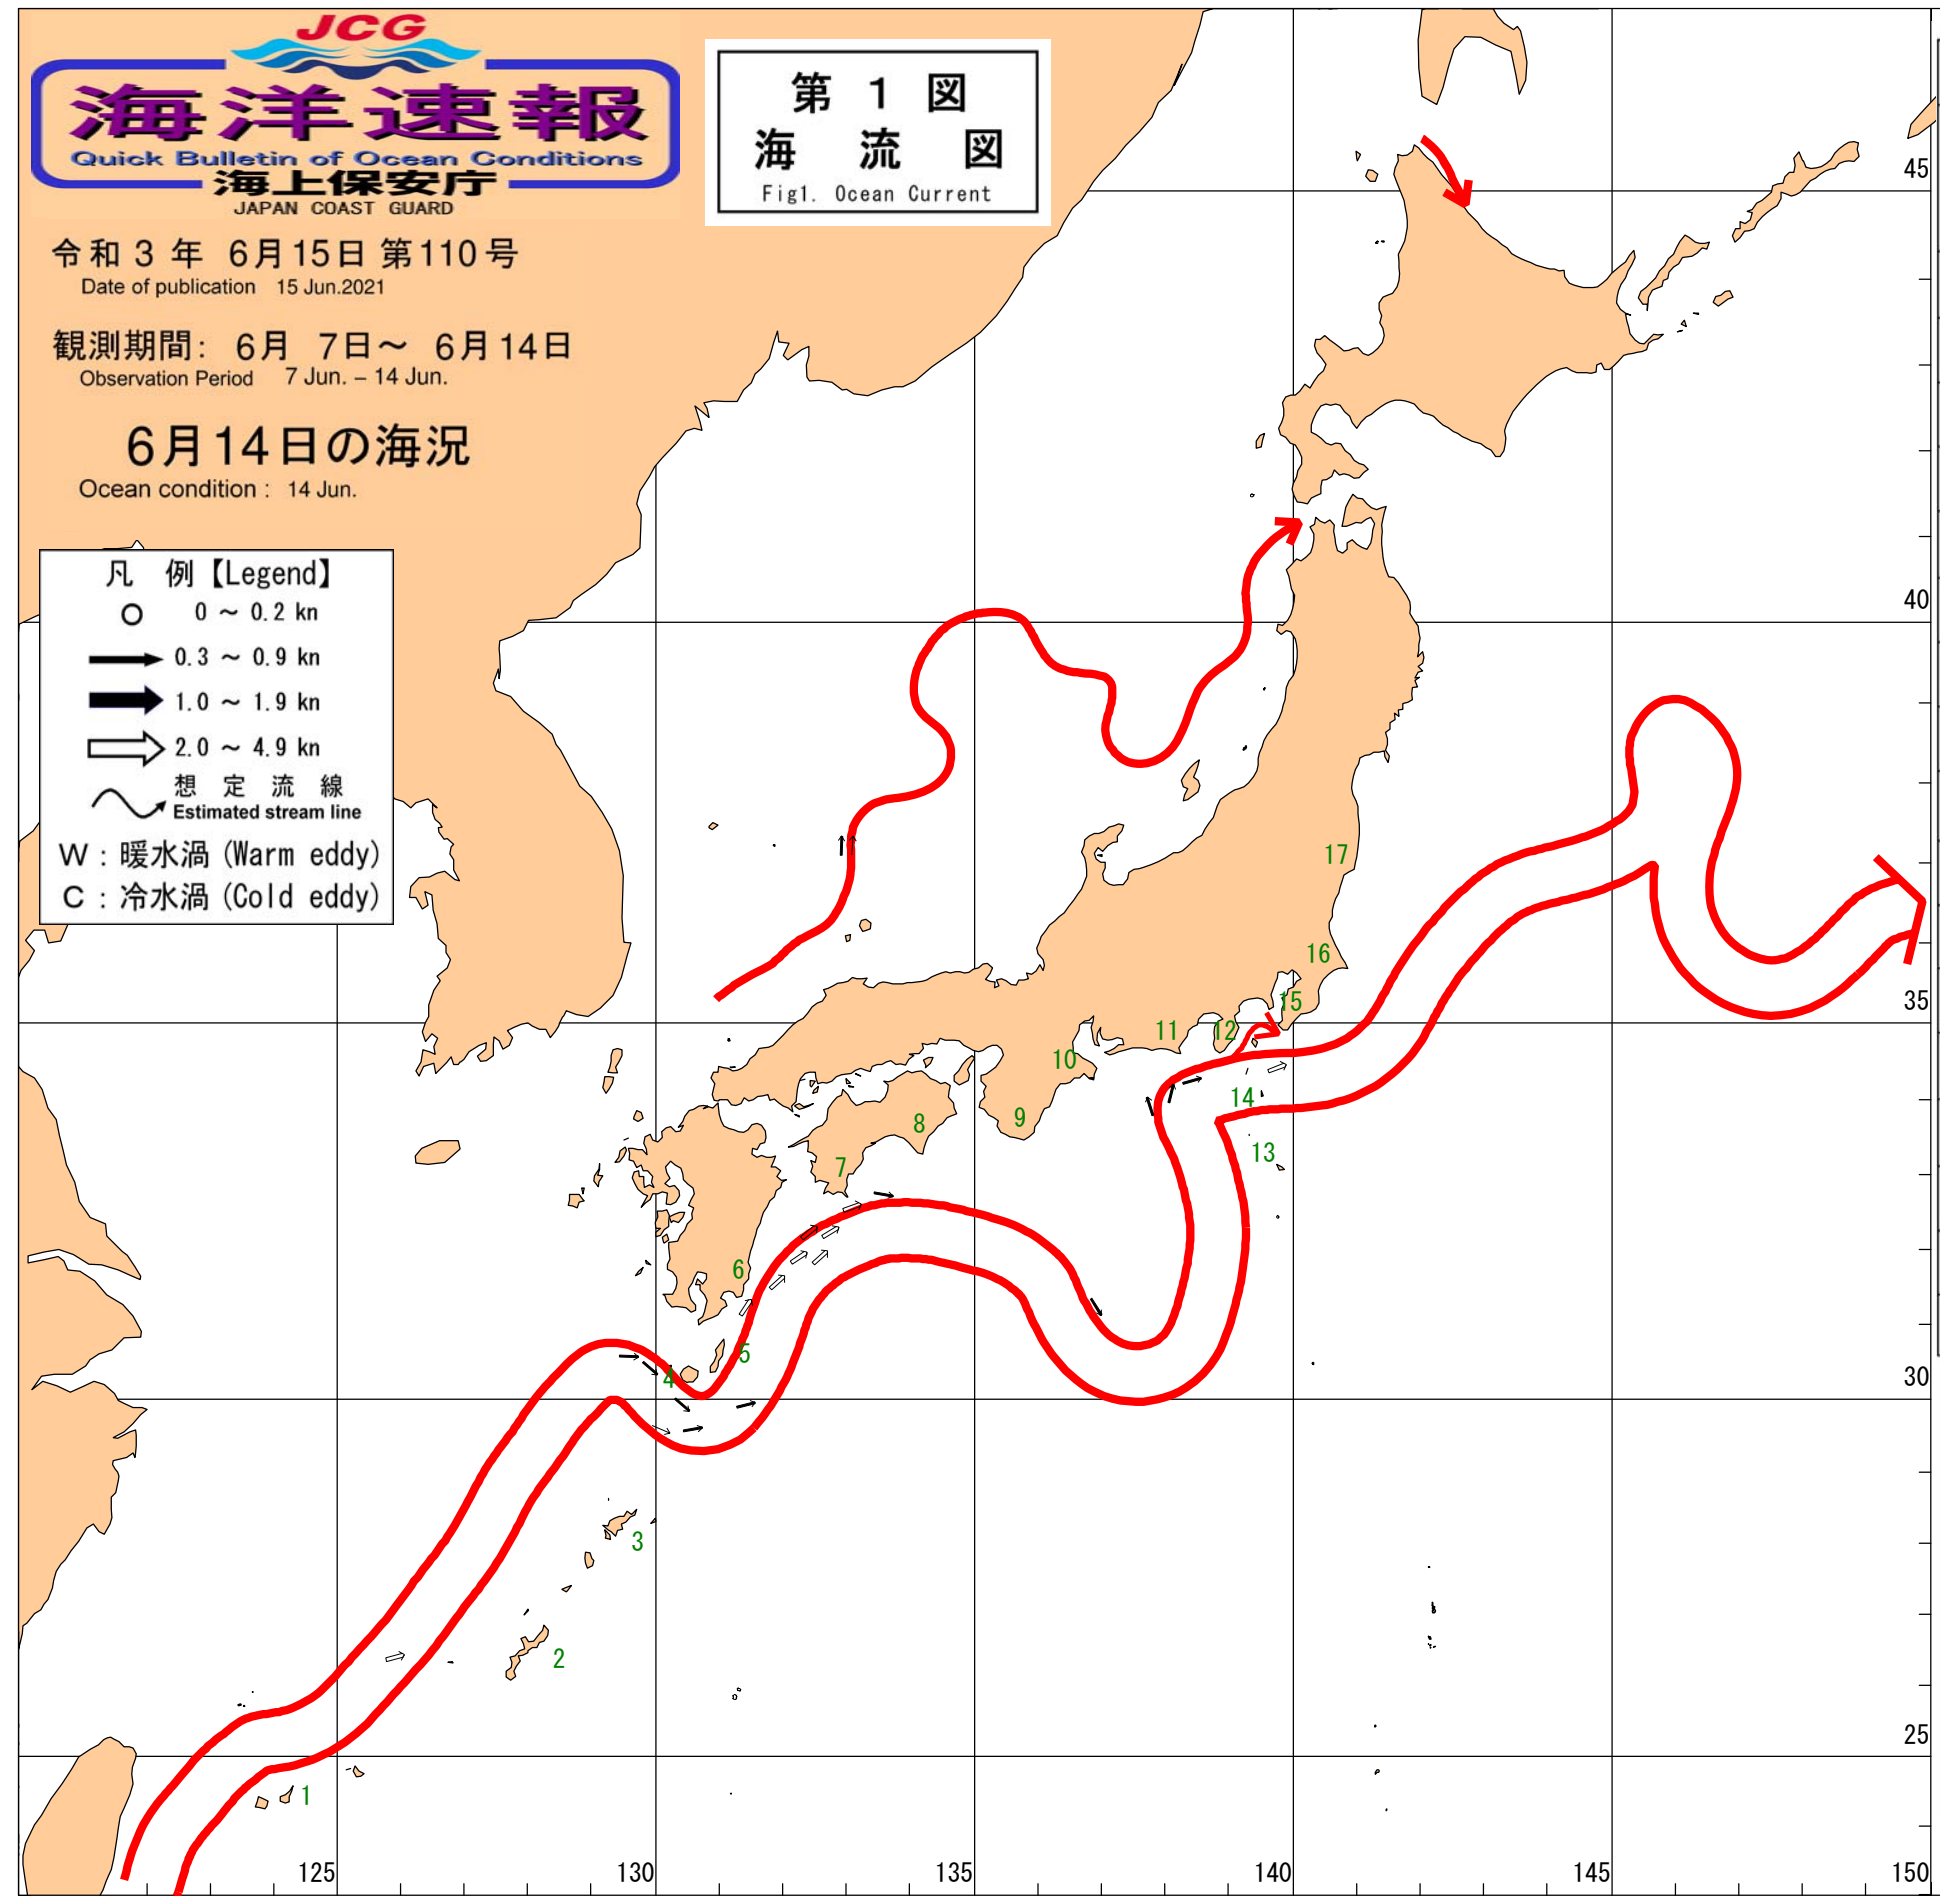 JCG
海洋速報
Quick Bulletin of Ocean Conditions
海上保安庁
JAPAN COAST GUARD
第 1 図
海 流 図
Fig1. Ocean Current
令和 3 年 6月15日 第110号
Date of publication 15 Jun.2021
観測期間: 6月 7日～ 6月14日
Observation Period 7 Jun. – 14 Jun.
6月14日の海況
Ocean condition : 14 Jun.
凡 例【Legend】
0 ～ 0.2 kn
0.3 ～ 0.9 kn
1.0 ～ 1.9 kn
2.0 ～ 4.9 kn
想 定 流 線
Estimated stream line
W : 暖水渦 (Warm eddy)
C : 冷水渦 (Cold eddy)
45
40
17
16
35
15
12
11
10
14
9
8
13
7
6
5
4
30
3
2
25
1
125
130
135
140
145
150